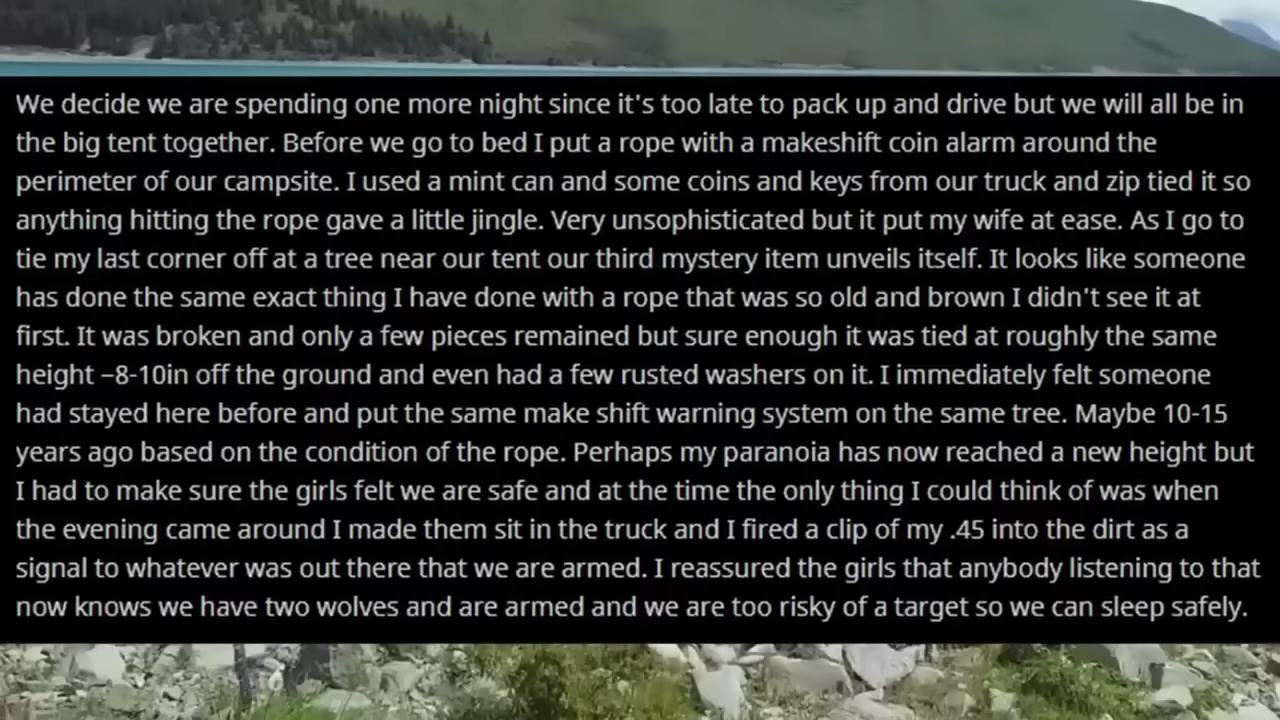 We decide we are spending one more night since it's too late to pack up and drive but we will all be in
the big tent together. Before we go to bed I put a rope with a makeshift coin alarm around the
perimeter of our campsite. I used a mint can and some coins and keys from our truck and zip tied it so
anything hitting the rope gave a little jingle. Very unsophisticated but it put my wife at ease. As I go to
tie my last corner off at a tree near our tent our third mystery item unveils itself. It looks like someone
has done the same exact thing I have done with a rope that was so old and brown I didn't see it at
first. It was broken and only a few pieces remained but sure enough it was tied at roughly the same
height –8-10in off the ground and even had a few rusted washers on it. I immediately felt someone
had stayed here before and put the same make shift warning system on the same tree. Maybe 10-15
years ago based on the condition of the rope. Perhaps my paranoia has now reached a new height but
I had to make sure the girls felt we are safe and at the time the only thing I could think of was when
the evening came around I made them sit in the truck and I fired a clip of my .45 into the dirt as a
signal to whatever was out there that we are armed. I reassured the girls that anybody listening to that
now knows we have two wolves and are armed and we are too risky of a target so we can sleep safely.